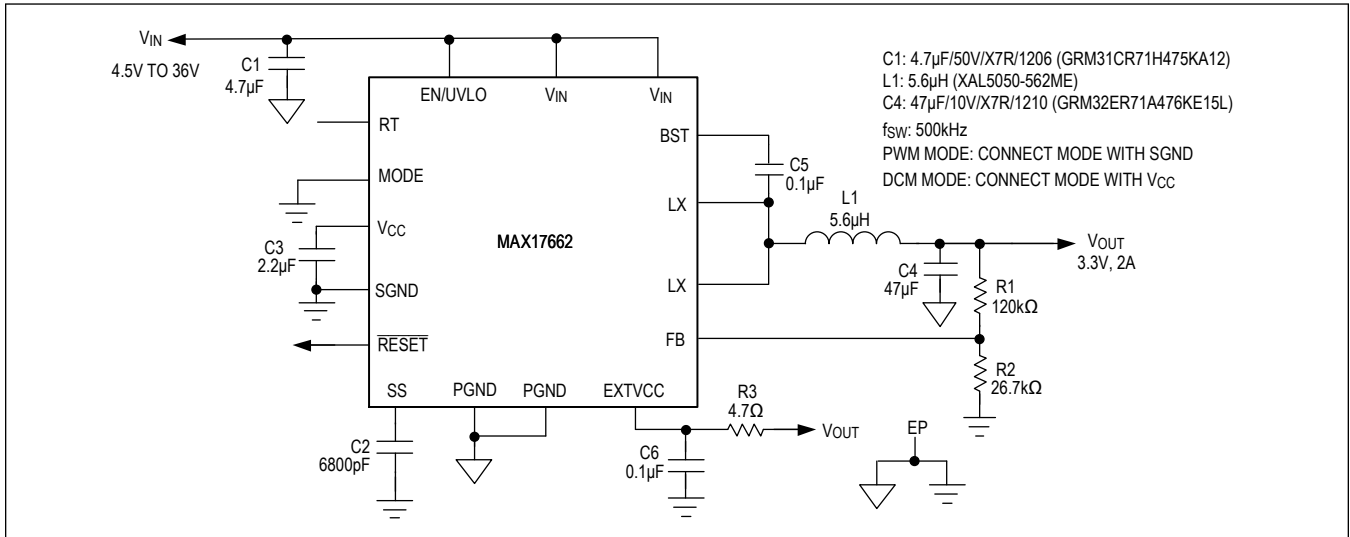 VIN
4.5V TO 36V
C1
4.7µF
EN/UVLO
VIN
VIN
C1: 4.7µF/50V/X7R/1206 (GRM31CR71H475KA12)
L1: 5.6µH (XAL5050-562ME)
C4: 47µF/10V/X7R/1210 (GRM32ER71A476KE15L)
fSW: 500kHz
PWM MODE: CONNECT MODE WITH SGND
DCM MODE: CONNECT MODE WITH VCC
RT
BST
MODE
C5
0.1µF
LX
L1
5.6µH
VCC
C3
2.2µF
MAX17662
VOUT
3.3V, 2A
SGND
LX
C4
47µF
R1
120kΩ
RESET
FB
R2
26.7kΩ
SS
PGND
PGND
EXTVCC
R3
4.7Ω
VOUT
C2
6800pF
C6
0.1µF
EP